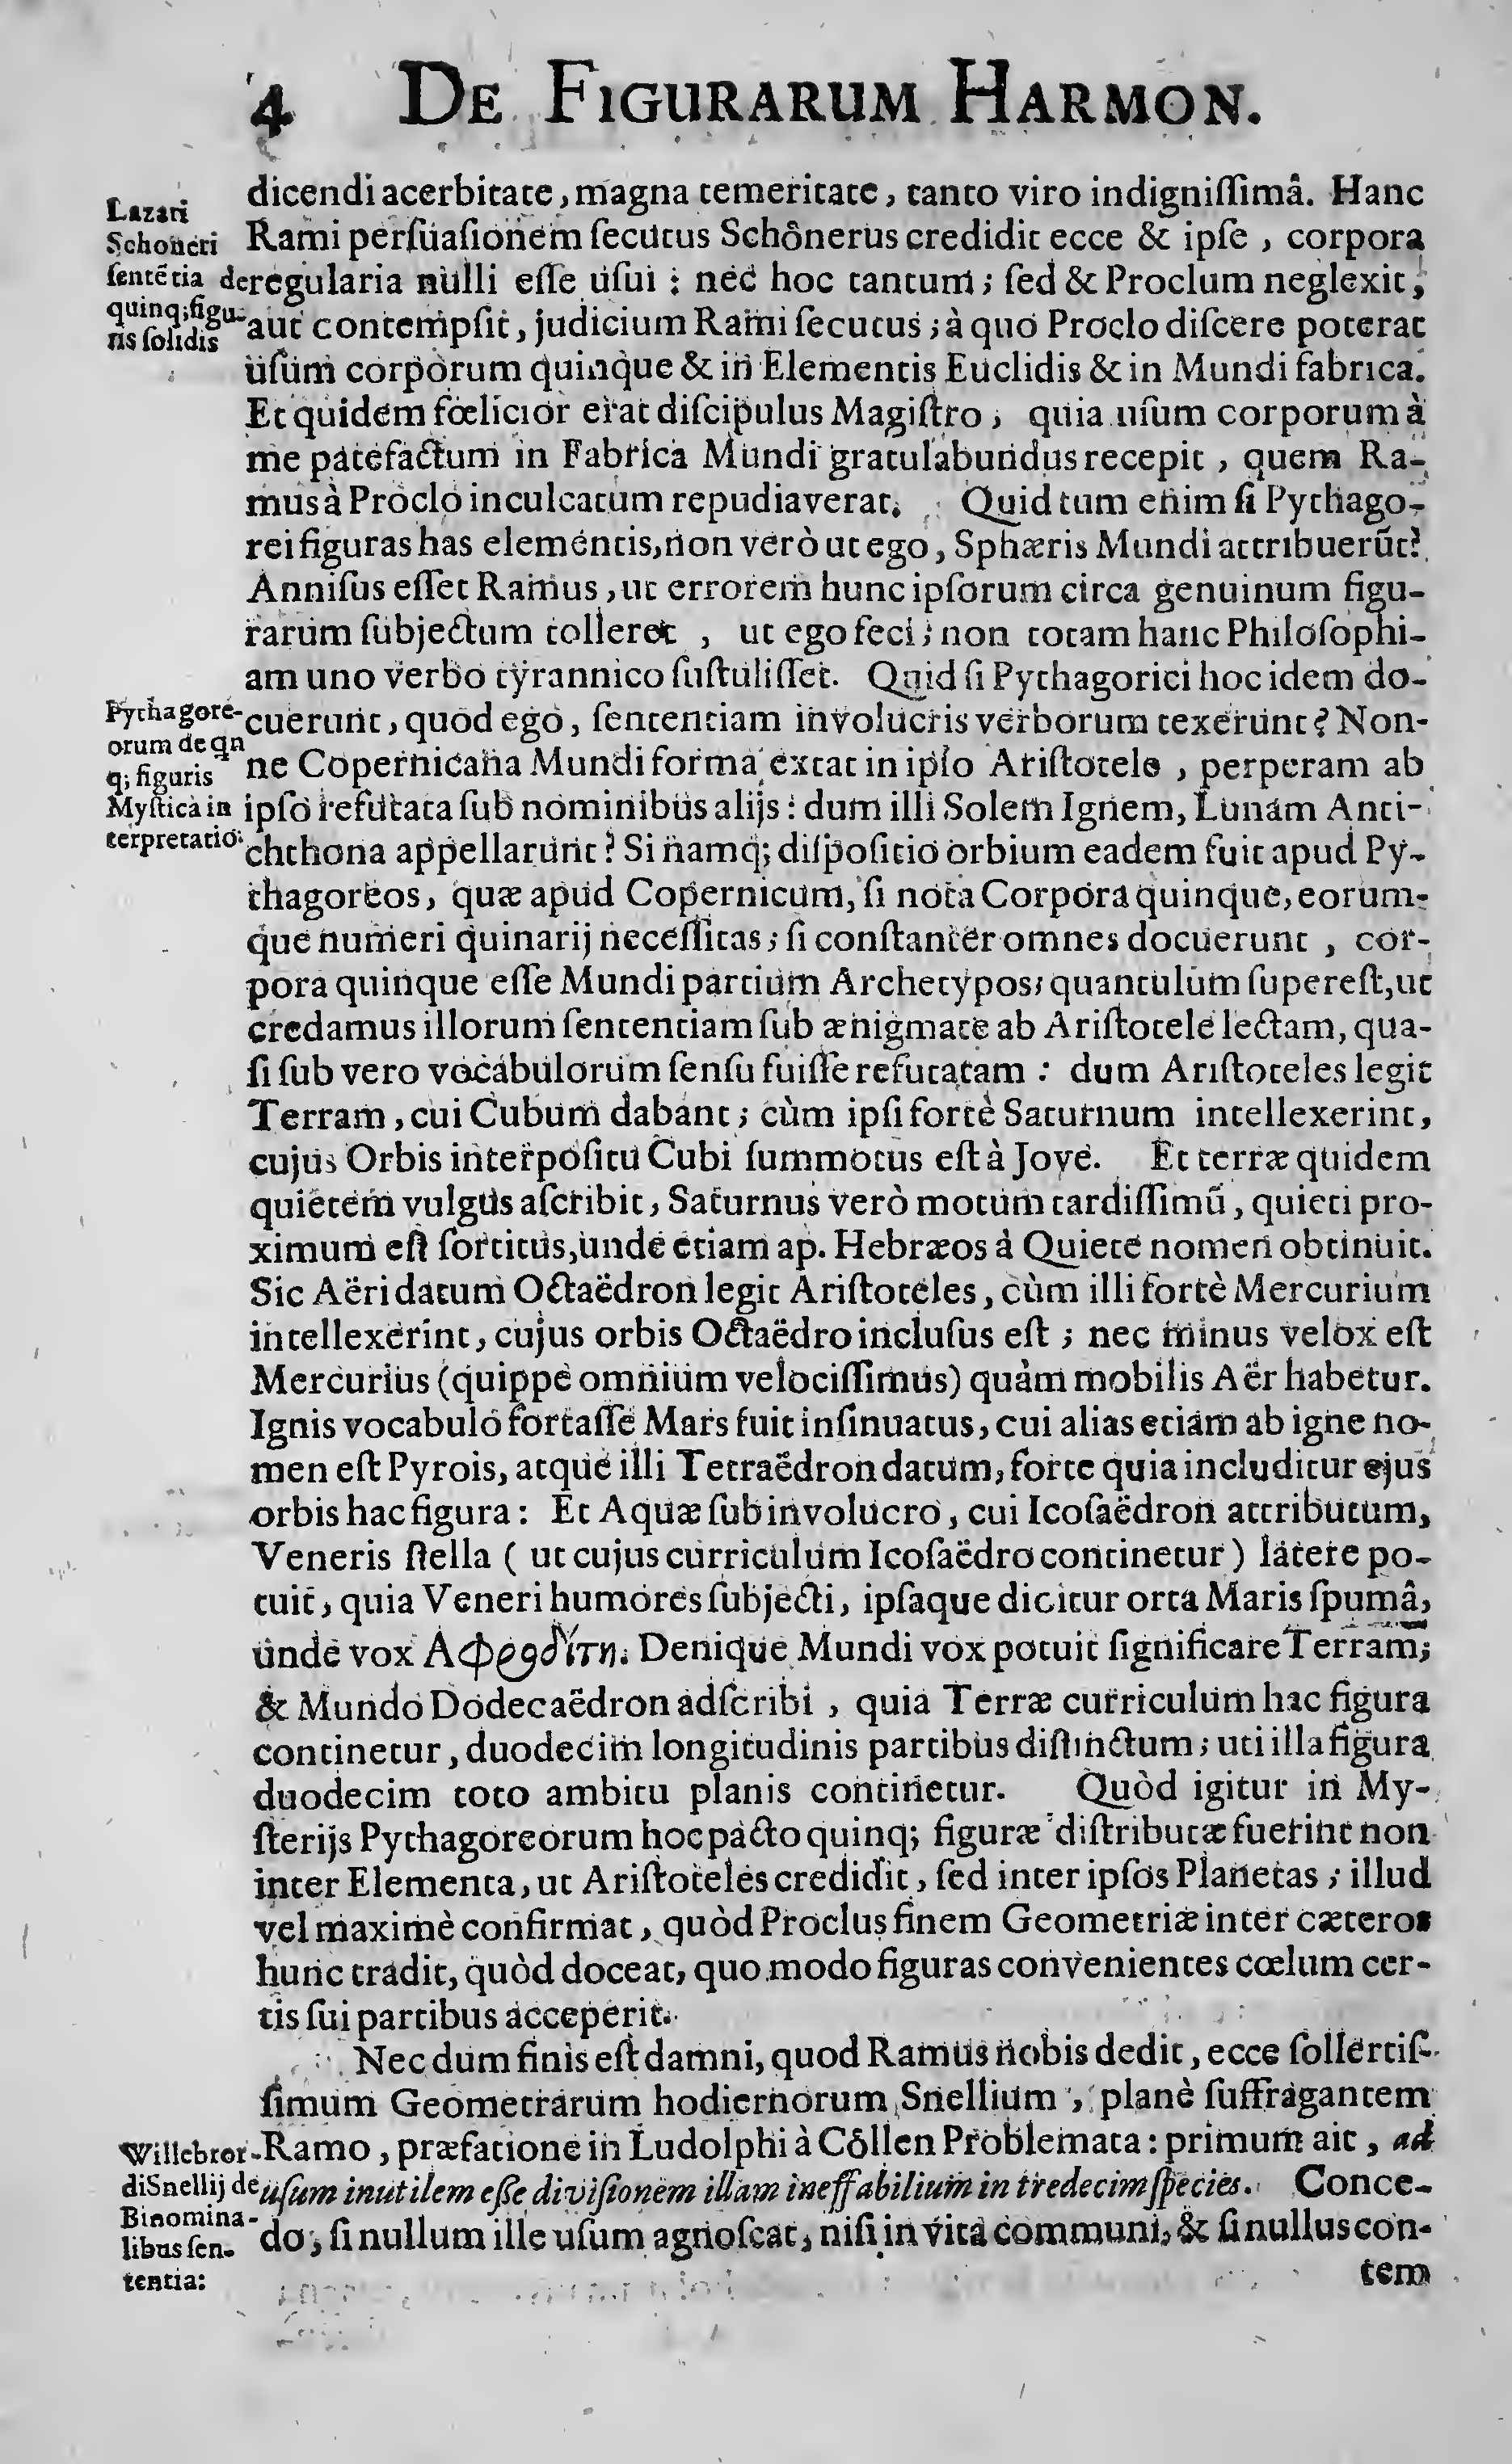 4 DE FIGURARUM HARMON.
dicendi acerbitate, magna temeritate, tanto viro indigniſſimâ. Hanc
Lazari
Schoneri
ſentẽtia de
quinq; figu-
ris ſolidis
Rami perſuaſionem ſecutus Schônerus credidit ecce & ipſe, corpora
regularia nulli eſſe uſui: nec hoc tantum; ſed & Proclum neglexit,
aut contempſit, judicium Rami ſecutus; à quo Proclo diſcere poterat
uſum corporum quinque & in Elementis Euclidis & in Mundi fabrica.
Et quidem fœlicior erat diſcipulus Magiſtro, quia uſum corporum à
me patefactum in Fabrica Mundi gratulabundus recepit, quem Ra-
mus à Proclo inculcatum repudiaverat. Quid tum enim ſi Pythago-
rei figuras has elementis, non verò ut ego, Sphæris Mundi attribuerũt?
Anniſus eſſet Ramus, ut errorem hunc ipſorum circa genuinum figu-
rarum ſubjectum tolleret, ut ego feci; non totam hanc Philoſophi-
am uno verbo tyrannico ſuſtuliſſet. Quid ſi Pythagorici hoc idem do-
Pythagore-
orum de qn
q; figuris
Myſtica in
terpretatio:
cuerunt, quod ego, ſententiam involucris verborum texerunt? Non-
ne Copernicana Mundi forma extat in ipſo Ariſtotele, perperam ab
ipſo refutata ſub nominibus alijs: dum illi Solem Ignem, Lunam Anti-
chthona appellarunt? Si namq; diſpoſitio orbium eadem fuit apud Py-
thagoreos, quæ apud Copernicum, ſi nota Corpora quinque, eorum-
que numeri quinarij neceſſitas; ſi conſtanter omnes docuerunt, cor-
pora quinque eſſe Mundi partium Archetypos; quantulum ſupereſt, ut
credamus illorum ſententiam ſub ænigmate ab Ariſtotele lectam, qua-
ſi ſub vero vocabulorum ſenſu fuiſſe refutatam: dum Ariſtoteles legit
Terram, cui Cubum dabant; cùm ipſi fortè Saturnum intellexerint,
cujus Orbis interpoſitu Cubi ſummotus eſt à Jove. Et terræ quidem
quietem vulgus aſcribit, Saturnus verò motum tardiſſimũ, quieti pro-
ximum eſt ſortitus, unde etiam ap. Hebræos à Quiete nomen obtinuit.
Sic Aëri datum Octaëdron legit Ariſtoteles, cùm illi fortè Mercurium
intellexerint, cujus orbis Octaëdro incluſus eſt; nec minus velox eſt
Mercurius (quippè omnium velociſſimus) quàm mobilis Aër habetur.
Ignis vocabulo fortaſſe Mars fuit inſinuatus, cui alias etiam ab igne no-
men eſt Pyrois, atque illi Tetraëdron datum, forte quia includitur ejus
orbis hac figura: Et Aquæ ſub involucro, cui Icoſaëdron attributum,
Veneris ſtella (ut cujus curriculum Icoſaëdro continetur) latere po-
tuit, quia Veneri humores ſubjecti, ipſaque dicitur orta Maris ſpumâ,
unde vox Αφροδίτη. Denique Mundi vox potuit ſignificare Terram;
& Mundo Dodecaëdron adſcribi, quia Terræ curriculum hac figura
continetur, duodecim longitudinis partibus diſtinctum; uti illa figura
duodecim toto ambitu planis continetur. Quòd igitur in My-
ſterijs Pythagoreorum hoc pacto quinq; figuræ diſtributæ fuerint non
inter Elementa, ut Ariſtoteles credidit, ſed inter ipſos Planetas; illud
vel maximè confirmat, quòd Proclus finem Geometriæ inter cæteros
hunc tradit, quòd doceat, quo modo figuras convenientes cœlum cer-
tis ſui partibus acceperit.
Nec dum finis eſt damni, quod Ramus nobis dedit, ecce ſollertiſ-
ſimum Geometrarum hodiernorum Snellium, planè ſuffragantem
Willebror-
di Snellij de
Binomina-
libus ſen-
tentia:
Ramo, præfatione in Ludolphi à Côllen Problemata: primum ait, ad
uſum inutilem eſſe diviſionem illam ineffabilium in tredecim ſpecies. Conce-
do, ſi nullum ille uſum agnoſcat, niſi in vita communi, & ſi nullus con-
tem